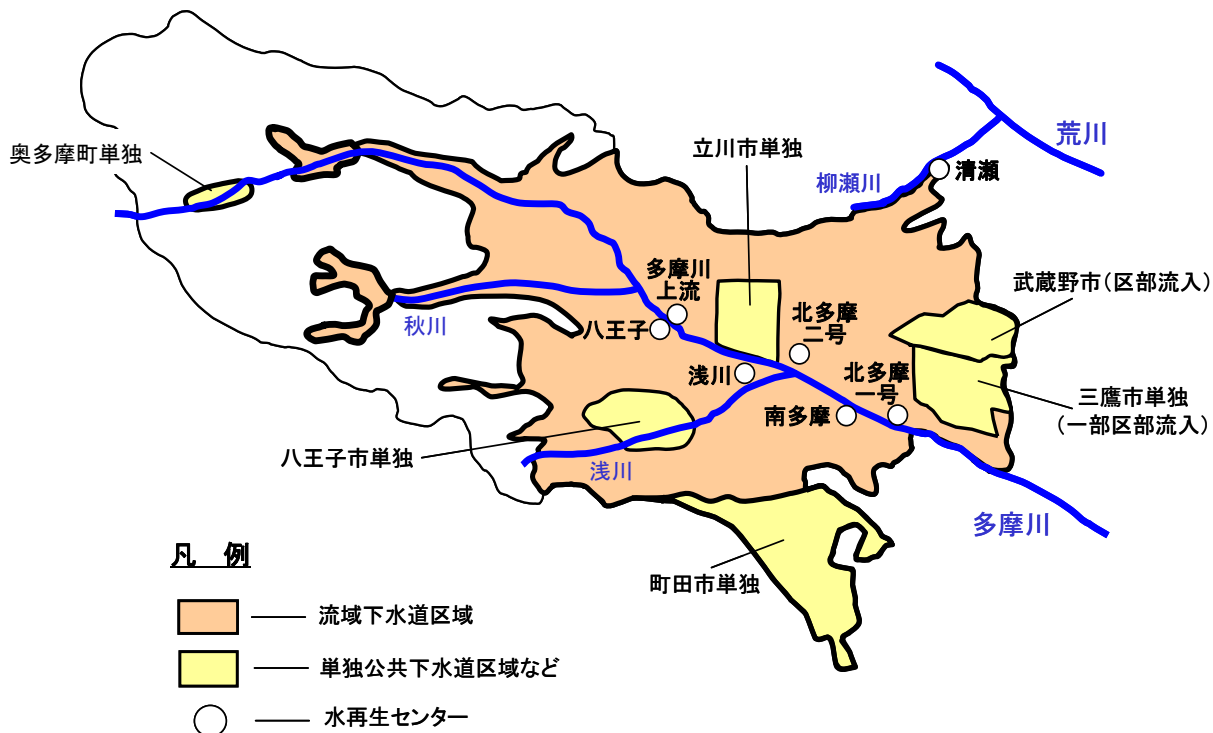 荒川
立川市単独
奥多摩町単独
柳瀬川
清瀬
武蔵野市(区部流入)
多摩川
上流
北多摩
二号
秋川
八王子
浅川
北多摩
一号
三鷹市単独
(一部区部流入)
南多摩
八王子市単独
浅川
多摩川
町田市単独
凡 例
流域下水道区域
単独公共下水道区域など
水再生センター